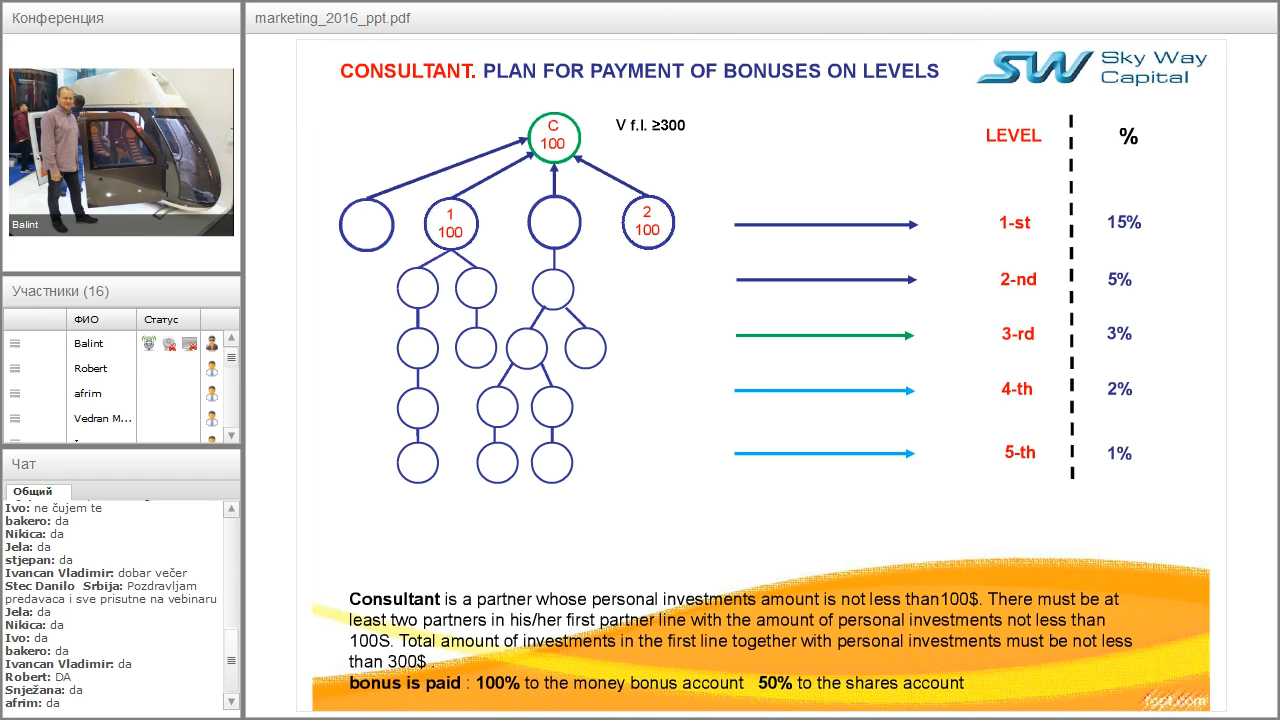 Конференция
Balint
Участники (16)
ФИО Статус
Balint
Robert
afrim
Vedran M...
Чат
Общий
Ivo: ne čujem te
bakero: da
Nikica: da
Jela: da
stjepan: da
Ivancan Vladimir: dobar večer
Stec Danilo Srbija: Pozdravljam
predavaca i sve prisutne na vebinaru
Jela: da
Nikica: da
Ivo: da
bakero: da
Ivancan Vladimir: da
Robert: DA
Snježana: da
afrim: da
marketing_2016_ppt.pdf
CONSULTANT. PLAN FOR PAYMENT OF BONUSES ON LEVELS
SW Sky Way
Capital
C
100
V f.l. ≥300
LEVEL %
1
100
2
100
1-st 15%
2-nd 5%
3-rd 3%
4-th 2%
5-th 1%
Consultant is a partner whose personal investments amount is not less than100$. There must be at
least two partners in his/her first partner line with the amount of personal investments not less than
100S. Total amount of investments in the first line together with personal investments must be not less
than 300$ .
bonus is paid : 100% to the money bonus account 50% to the shares account
fppt.com